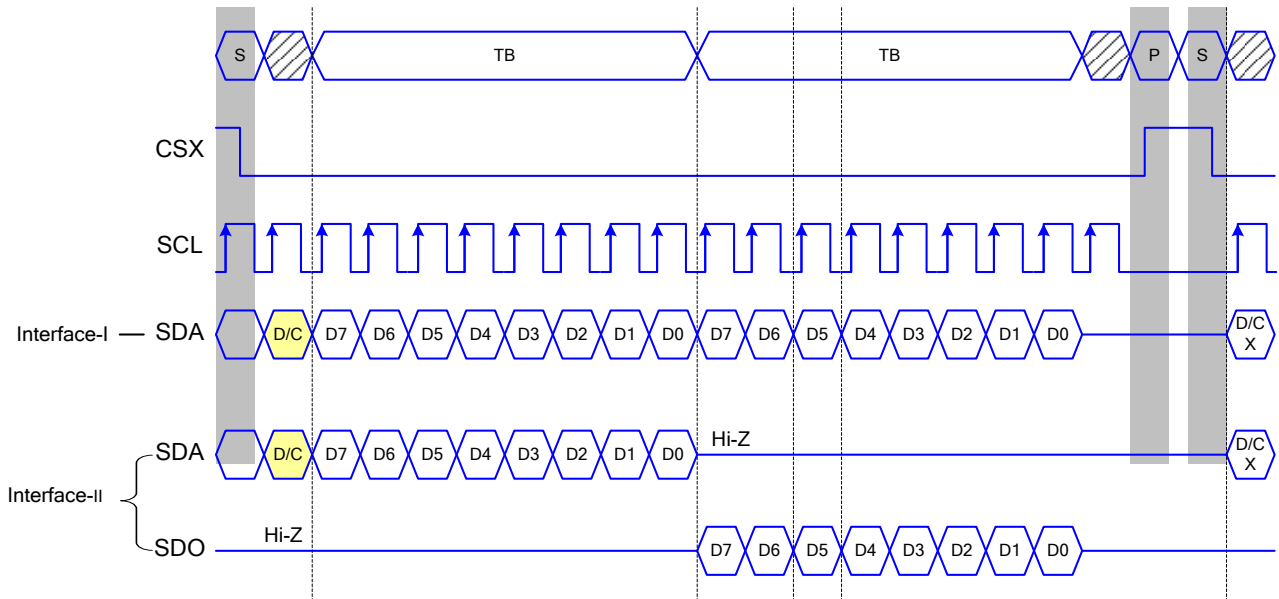 S TB TB P S
CSX
SCL
Interface-I SDA D/C D7 D6 D5 D4 D3 D2 D1 D0 D7 D6 D5 D4 D3 D2 D1 D0 D/C X
SDA D/C D7 D6 D5 D4 D3 D2 D1 D0 Hi-Z D/C X
Interface-II
SDO Hi-Z D7 D6 D5 D4 D3 D2 D1 D0